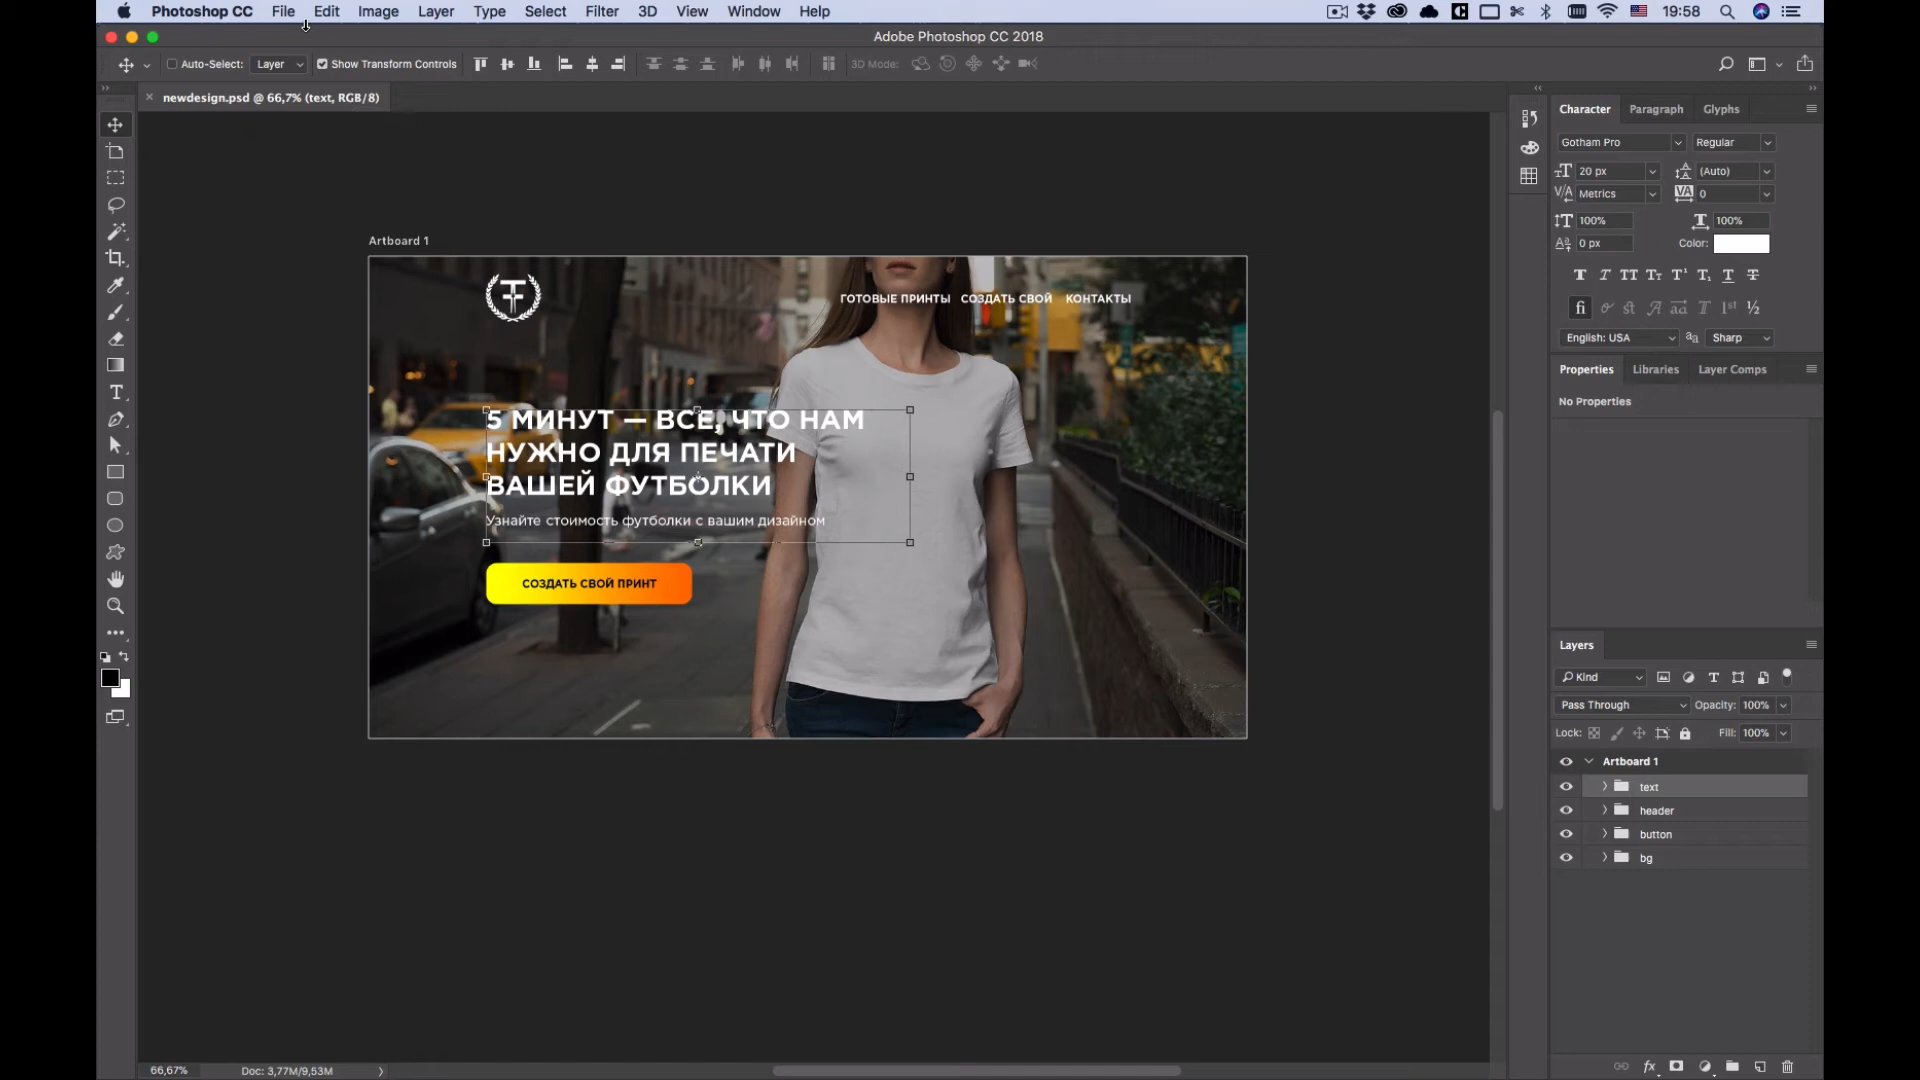 Photoshop CC File Edit Image Layer Type Select Filter 3D View Window Help 19:58
Adobe Photoshop CC 2018
Auto-Select: Layer Show Transform Controls 3D Mode:
newdesign.psd @ 66,7% (text, RGB/8)
Character Paragraph Glyphs
Gotham Pro Regular
20 px (Auto)
Metrics 0
100% 100%
0 px Color:
English: USA Sharp
Properties Libraries Layer Comps
No Properties
Artboard 1
ГОТОВЫЕ ПРИНТЫ СОЗДАТЬ СВОЙ КОНТАКТЫ
5 МИНУТ — ВСЕ, ЧТО НАМ
НУЖНО ДЛЯ ПЕЧАТИ
ВАШЕЙ ФУТБОЛКИ
Узнайте стоимость футболки с вашим дизайном
СОЗДАТЬ СВОЙ ПРИНТ
Layers
Kind
Pass Through Opacity: 100%
Lock: Fill: 100%
Artboard 1
text
header
button
bg
66,67% Doc: 3,77M/9,53M